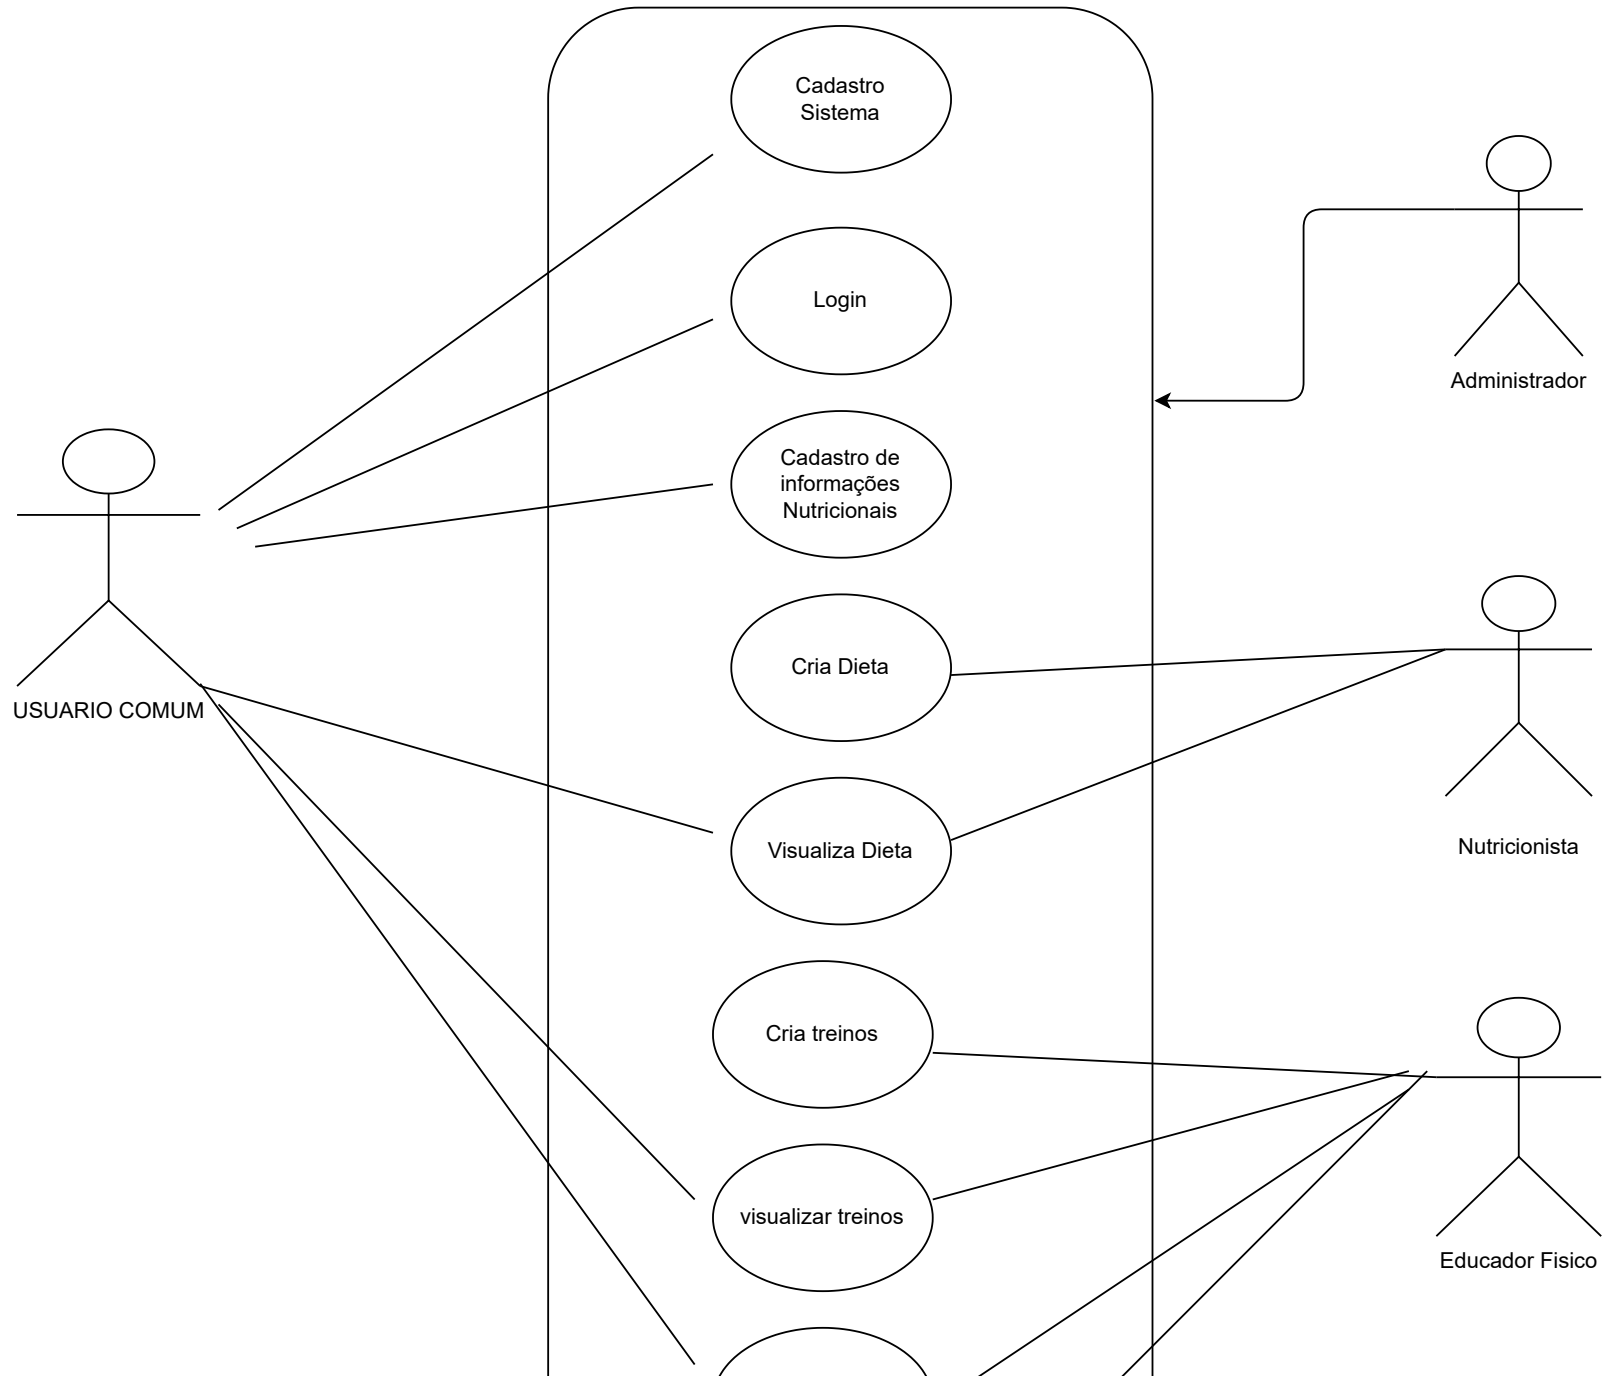 Cadastro
Sistema
Login
Administrador
Cadastro de
informações
Nutricionais
Cria Dieta
USUARIO COMUM
Visualiza Dieta
Nutricionista
Cria treinos
visualizar treinos
Educador Fisico